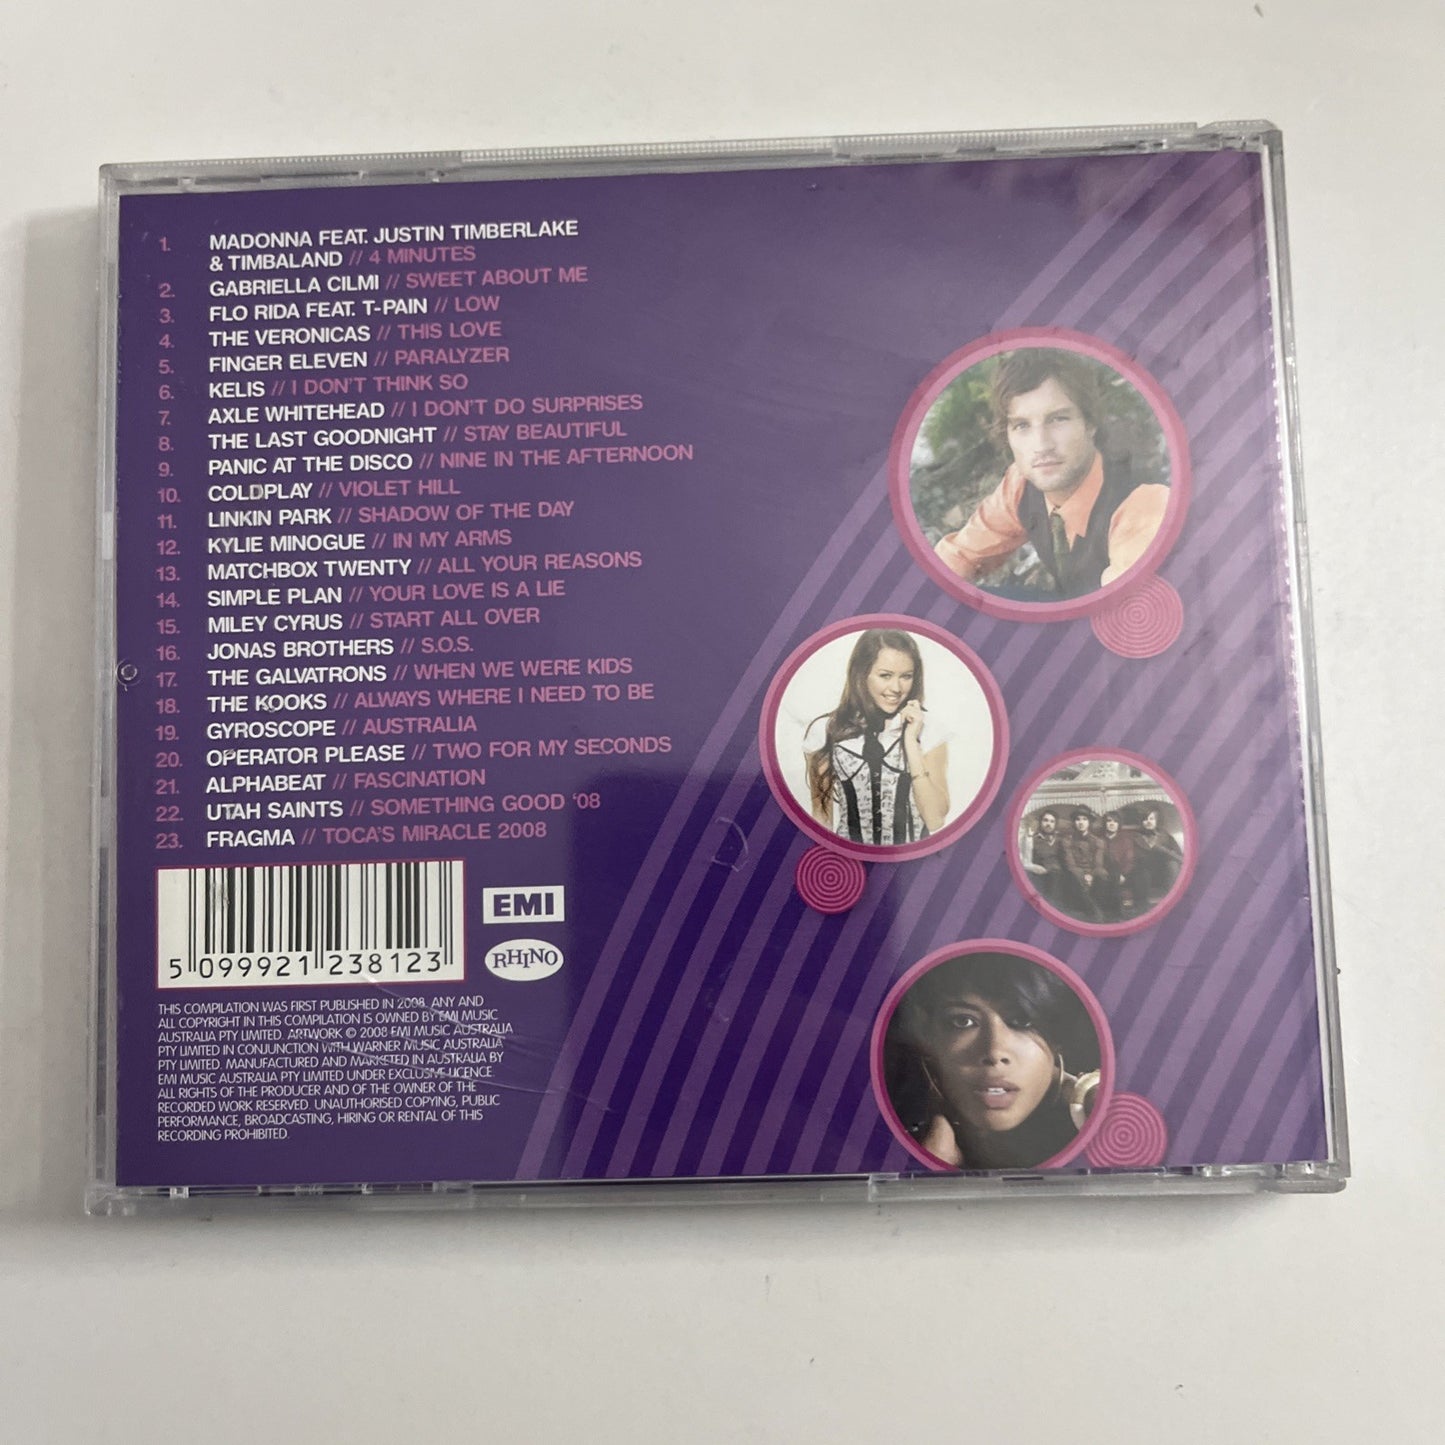 1. MADONNA FEAT. JUSTIN TIMBERLAKE
& TIMBALAND // 4 MINUTES
2. GABRIELLA CILMI // SWEET ABOUT ME
3. FLO RIDA FEAT. T-PAIN // LOW
4. THE VERONICAS // THIS LOVE
5. FINGER ELEVEN // PARALYZER
6. KELIS // I DON'T THINK SO
7. AXLE WHITEHEAD // I DON'T DO SURPRISES
8. THE LAST GOODNIGHT // STAY BEAUTIFUL
9. PANIC AT THE DISCO // NINE IN THE AFTERNOON
10. COLDPLAY // VIOLET HILL
11. LINKIN PARK // SHADOW OF THE DAY
12. KYLIE MINOGUE // IN MY ARMS
13. MATCHBOX TWENTY // ALL YOUR REASONS
14. SIMPLE PLAN // YOUR LOVE IS A LIE
15. MILEY CYRUS // START ALL OVER
16. JONAS BROTHERS // S.O.S.
17. THE GALVATRONS // WHEN WE WERE KIDS
18. THE KOOKS // ALWAYS WHERE I NEED TO BE
19. GYROSCOPE // AUSTRALIA
20. OPERATOR PLEASE // TWO FOR MY SECONDS
21. ALPHABEAT // FASCINATION
22. UTAH SAINTS // SOMETHING GOOD '08
23. FRAGMA // TOCA'S MIRACLE 2008
5 099921 238123
EMI
RHINO
THIS COMPILATION WAS FIRST PUBLISHED IN 2008. ANY AND
ALL COPYRIGHT IN THIS COMPILATION IS OWNED BY EMI MUSIC
AUSTRALIA PTY LIMITED. ARTWORK © 2008 EMI MUSIC AUSTRALIA
PTY LIMITED IN CONJUNCTION WITH WARNER MUSIC AUSTRALIA
PTY LIMITED. MANUFACTURED AND MARKETED IN AUSTRALIA BY
EMI MUSIC AUSTRALIA PTY LIMITED UNDER EXCLUSIVE LICENCE.
ALL RIGHTS OF THE PRODUCER AND OF THE OWNER OF THE
RECORDED WORK RESERVED. UNAUTHORISED COPYING, PUBLIC
PERFORMANCE, BROADCASTING, HIRING OR RENTAL OF THIS
RECORDING PROHIBITED.